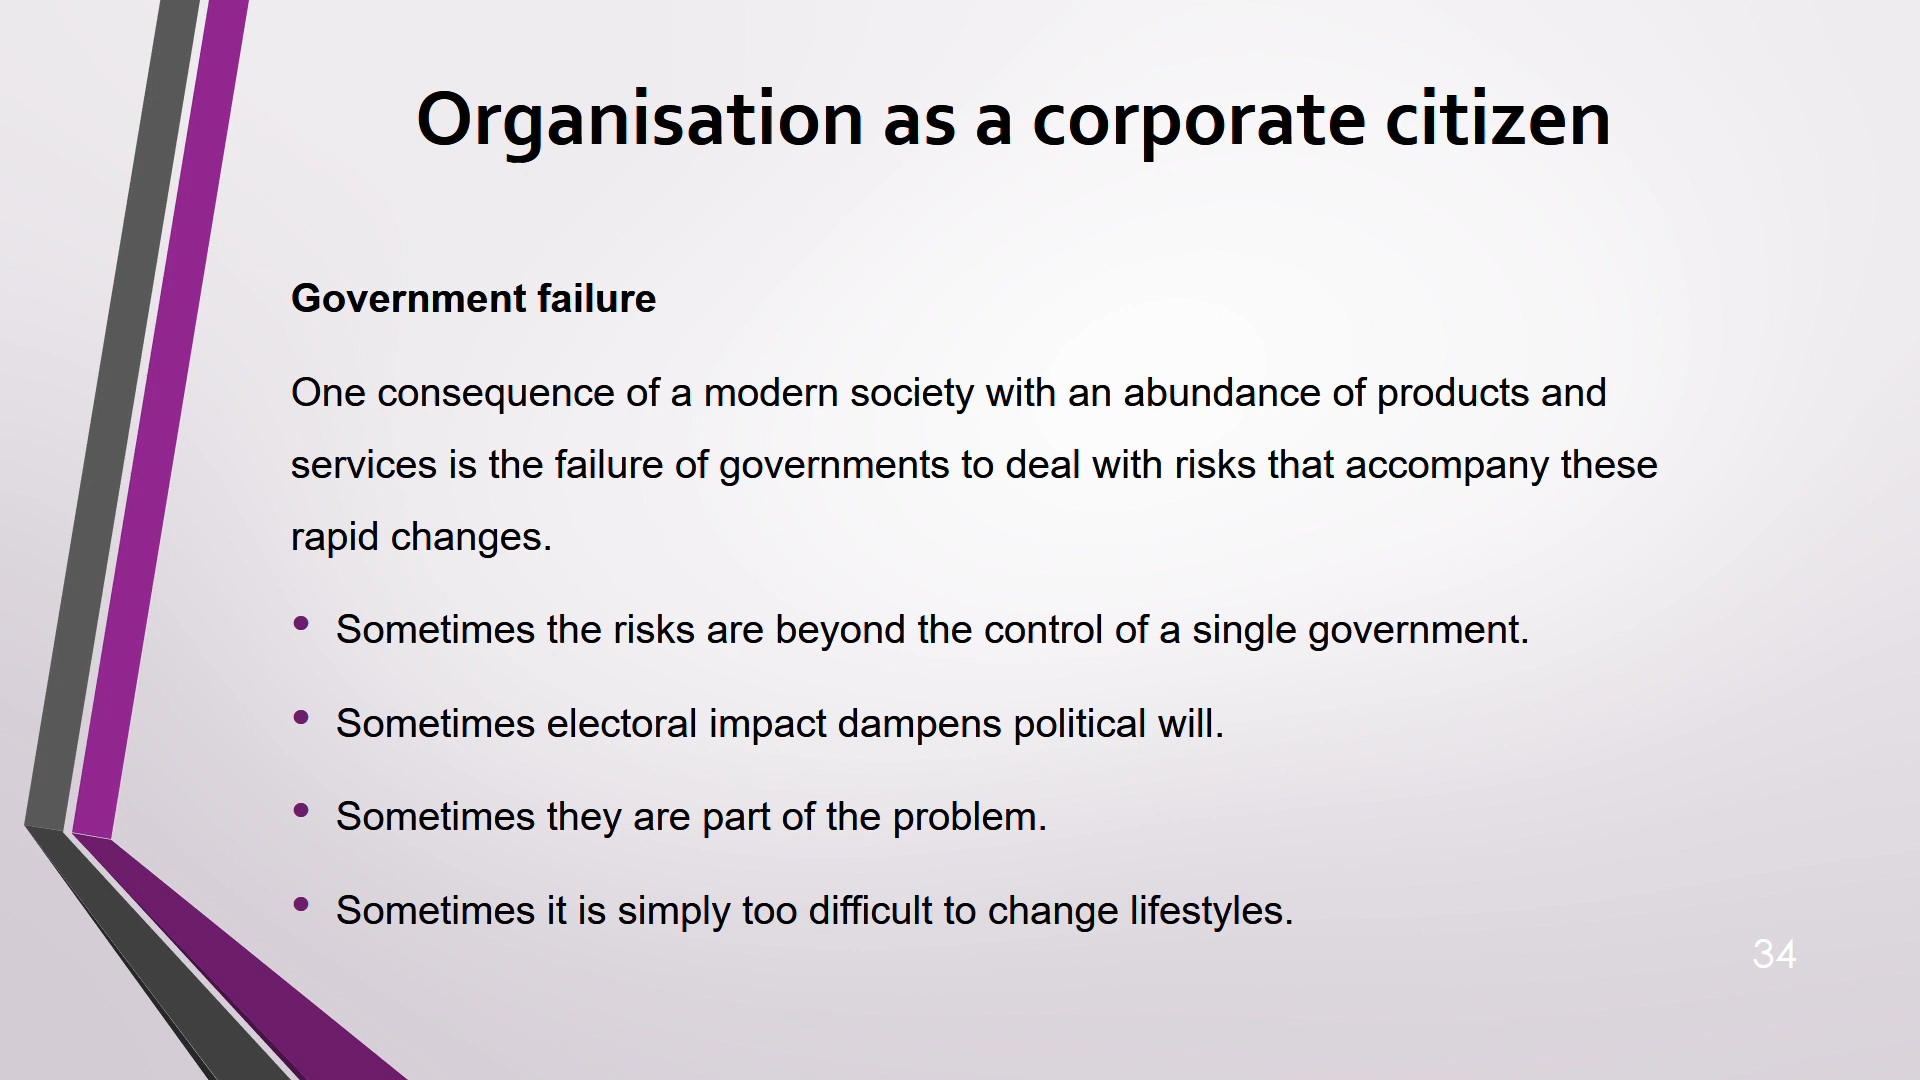 Organisation as a corporate citizen
Government failure
One consequence of a modern society with an abundance of products and
services is the failure of governments to deal with risks that accompany these
rapid changes.
• Sometimes the risks are beyond the control of a single government.
• Sometimes electoral impact dampens political will.
• Sometimes they are part of the problem.
• Sometimes it is simply too difficult to change lifestyles.
34